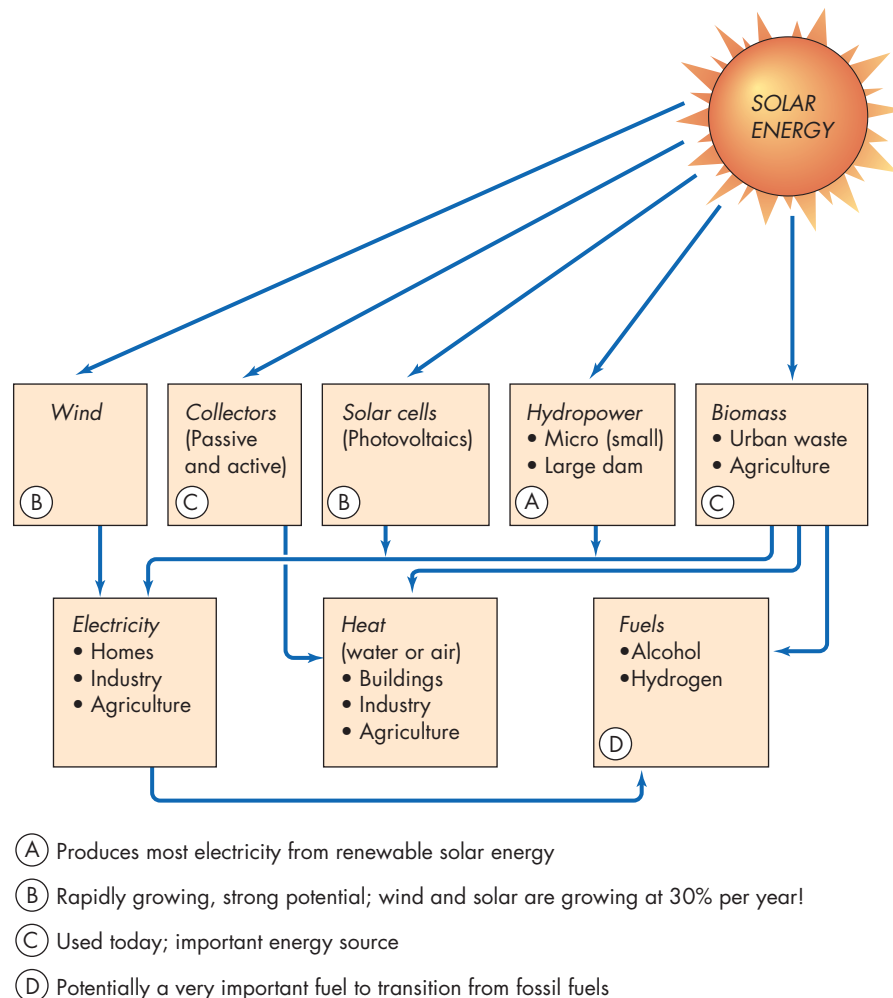 SOLAR
ENERGY
Wind
B
Collectors
(Passive
and active)
C
Solar cells
(Photovoltaics)
B
Hydropower
• Micro (small)
• Large dam
A
Biomass
• Urban waste
• Agriculture
C
Electricity
• Homes
• Industry
• Agriculture
Heat
(water or air)
• Buildings
• Industry
• Agriculture
Fuels
•Alcohol
•Hydrogen
D
A Produces most electricity from renewable solar energy
B Rapidly growing, strong potential; wind and solar are growing at 30% per year!
C Used today; important energy source
D Potentially a very important fuel to transition from fossil fuels